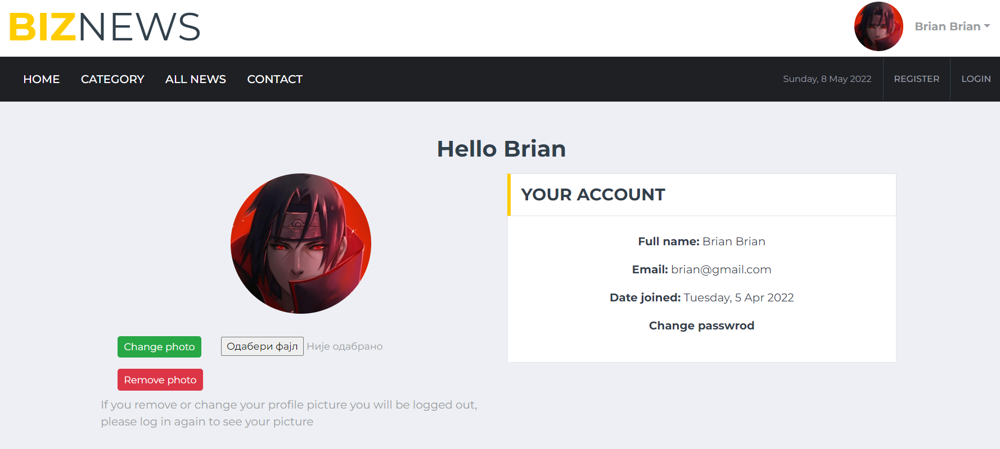 BIZNEWS
Brian Brian
HOME CATEGORY ALL NEWS CONTACT Sunday, 8 May 2022 REGISTER LOGIN
Hello Brian
YOUR ACCOUNT
Full name: Brian Brian
Email: brian@gmail.com
Date joined: Tuesday, 5 Apr 2022
Change passwrod
Change photo Одабери фајл Није одабрано
Remove photo
If you remove or change your profile picture you will be logged out,
please log in again to see your picture